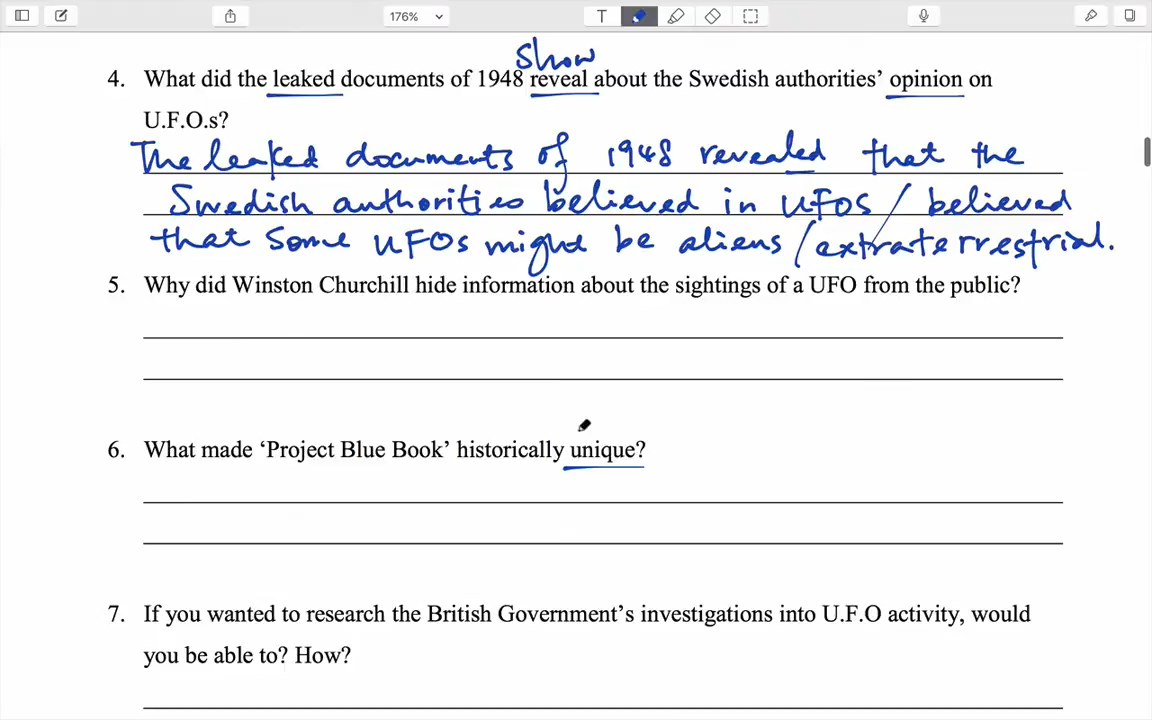 176%
T
show
4. What did the leaked documents of 1948 reveal about the Swedish authorities’ opinion on
U.F.O.s?
The leaked documents of 1948 revealed that the
Swedish authorities believed in UFOs / believed
that some UFOs might be aliens / extraterrestrial.
5. Why did Winston Churchill hide information about the sightings of a UFO from the public?
6. What made ‘Project Blue Book’ historically unique?
7. If you wanted to research the British Government’s investigations into U.F.O activity, would
you be able to? How?